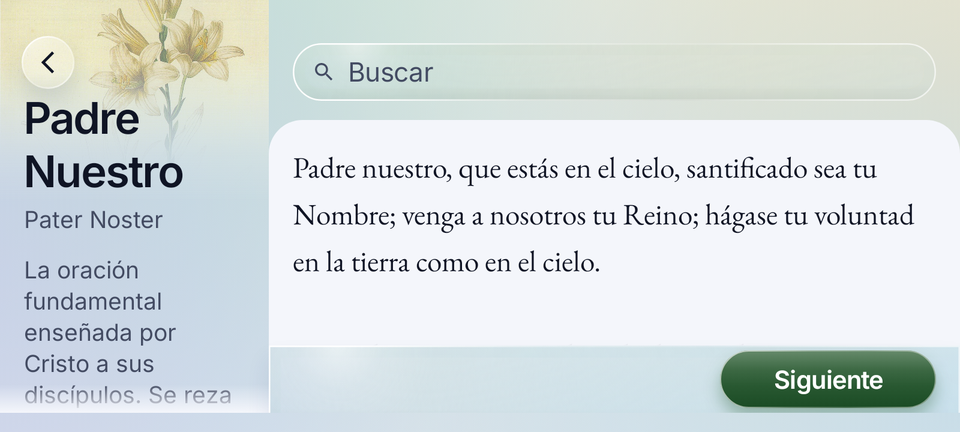 Padre
Nuestro
Pater Noster
La oración
fundamental
enseñada por
Cristo a sus
discípulos. Se reza
Buscar
Padre nuestro, que estás en el cielo, santificado sea tu
Nombre; venga a nosotros tu Reino; hágase tu voluntad
en la tierra como en el cielo.
Siguiente